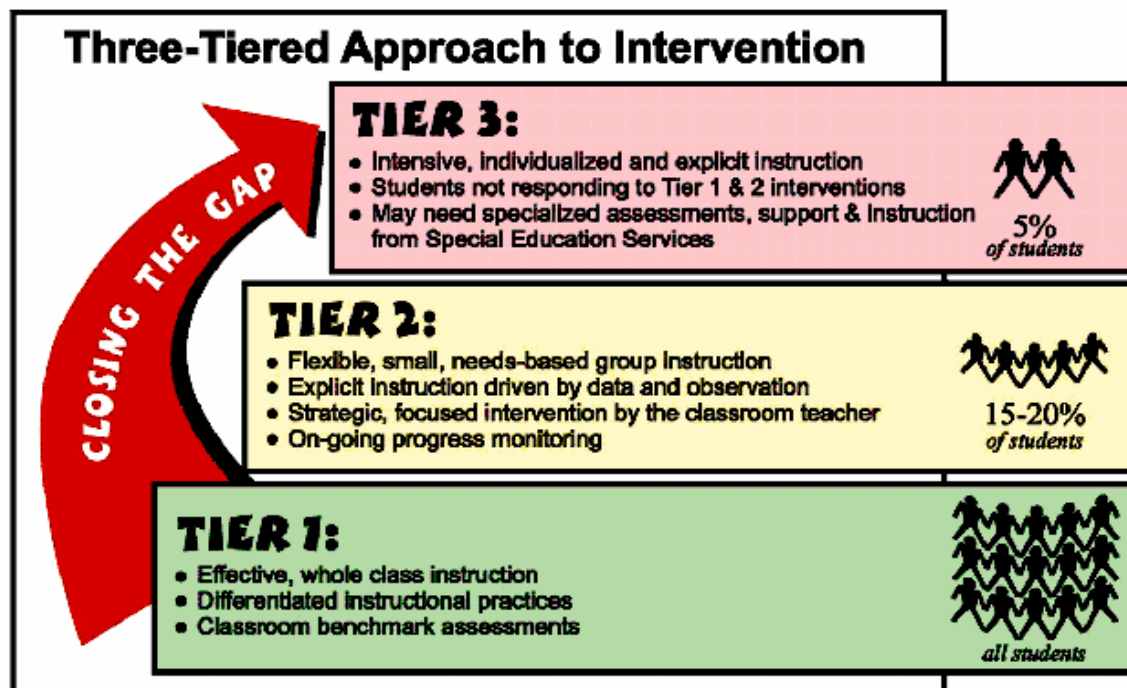 Three-Tiered Approach to Intervention
CLOSING THE GAP
TIER 3:
• Intensive, individualized and explicit instruction
• Students not responding to Tier 1 & 2 interventions
• May need specialized assessments, support & Instruction
from Special Education Services
5%
of students
TIER 2:
• Flexible, small, needs-based group instruction
• Explicit instruction driven by data and observation
• Strategic, focused intervention by the classroom teacher
• On-going progress monitoring
15-20%
of students
TIER 1:
• Effective, whole class instruction
• Differentiated instructional practices
• Classroom benchmark assessments
all students